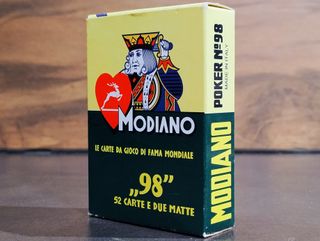 MODIANO
LE CARTE DA GIOCO DI FAMA MONDIALE
„98”
52 CARTE E DUE MATTE
MODIANO
POKER Nº98
MADE IN ITALY